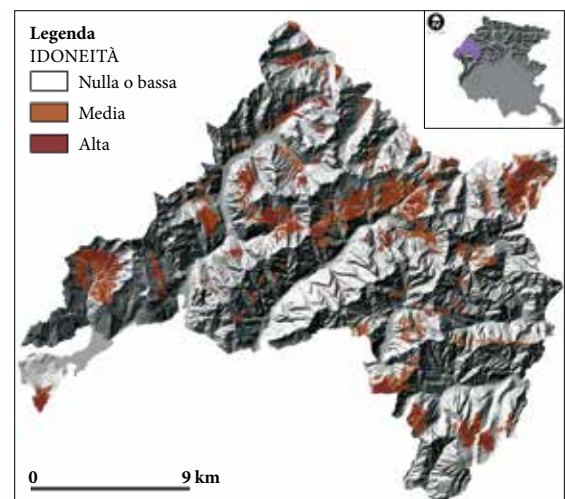 Legenda
IDONEITÀ
Nulla o bassa
Media
Alta
0 9 km